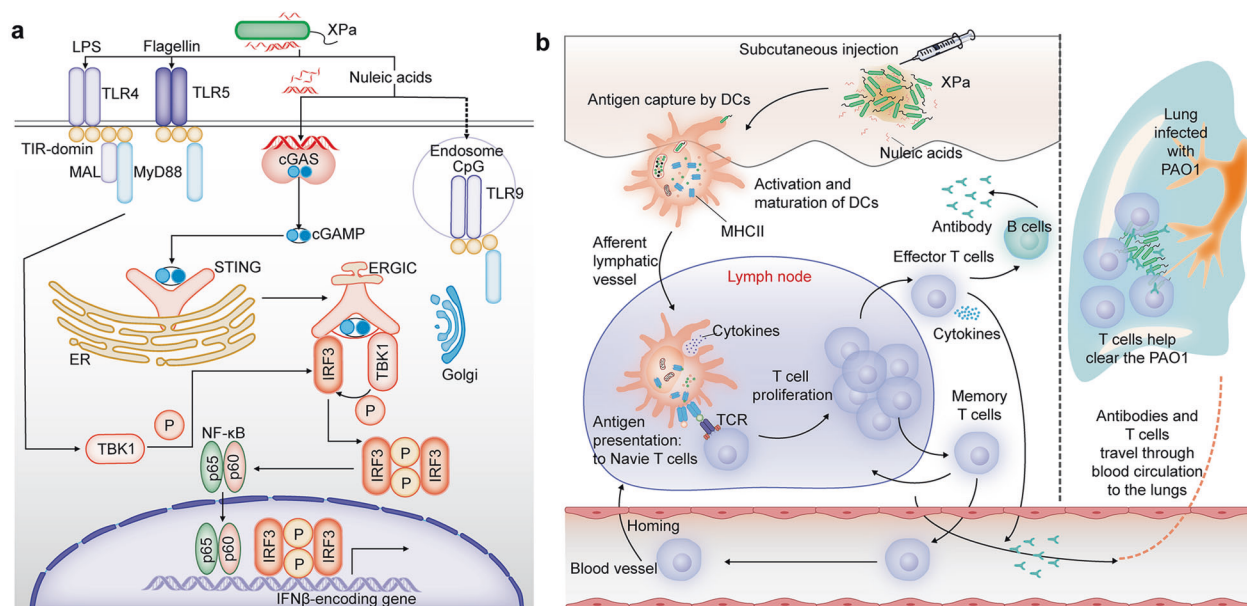 a
XPa
LPS
Flagellin
Nuleic acids
TLR4
TLR5
TIR-domin
MAL
MyD88
cGAS
Endosome
CpG
TLR9
cGAMP
STING
ERGIC
ER
IRF3
TBK1
Golgi
P
P
TBK1
NF-κB
p65
p60
IRF3
P
P
IRF3
p65
p60
IRF3
P
P
IRF3
IFNβ-encoding gene
b
Subcutaneous injection
XPa
Antigen capture by DCs
Nucleic acids
Activation and
maturation of DCs
MHCII
Antibody
B cells
Afferent
lymphatic
vessel
Lymph node
Effector T cells
Cytokines
Cytokines
T cell
proliferation
TCR
Antigen
presentation:
to Navie T cells
Memory
T cells
Homing
Blood vessel
Lung
infected
with
PAO1
T cells help
clear the PAO1
Antibodies and
T cells
travel through
blood circulation
to the lungs